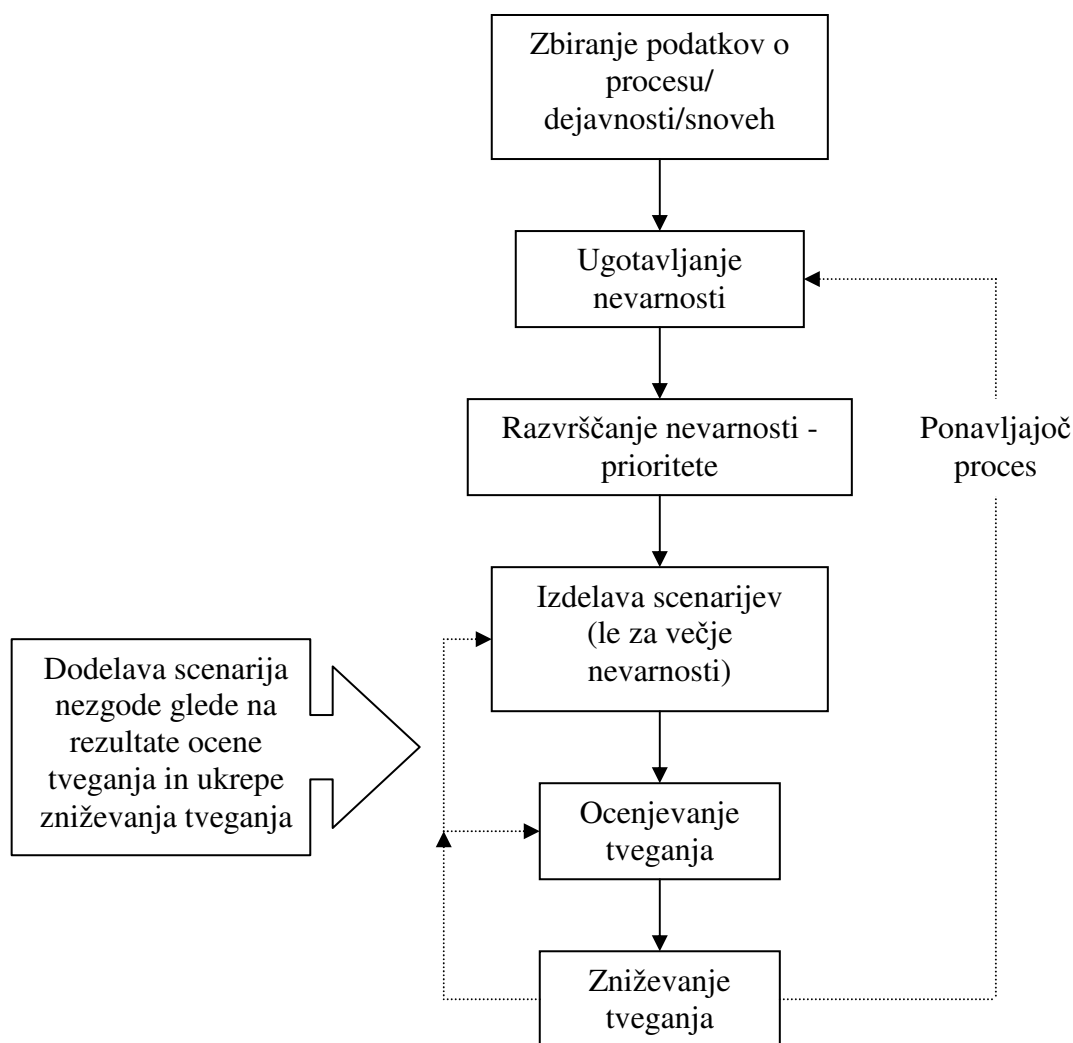 Zbiranje podatkov o
procesu/
dejavnosti/snoveh
Ugotavljanje
nevarnosti
Razvrščanje nevarnosti -
prioritete
Ponavljajoč
proces
Izdelava scenarijev
(le za večje
nevarnosti)
Dodelava scenarija
nezgode glede na
rezultate ocene
tveganja in ukrepe
zniževanja tveganja
Ocenjevanje
tveganja
Zniževanje
tveganja